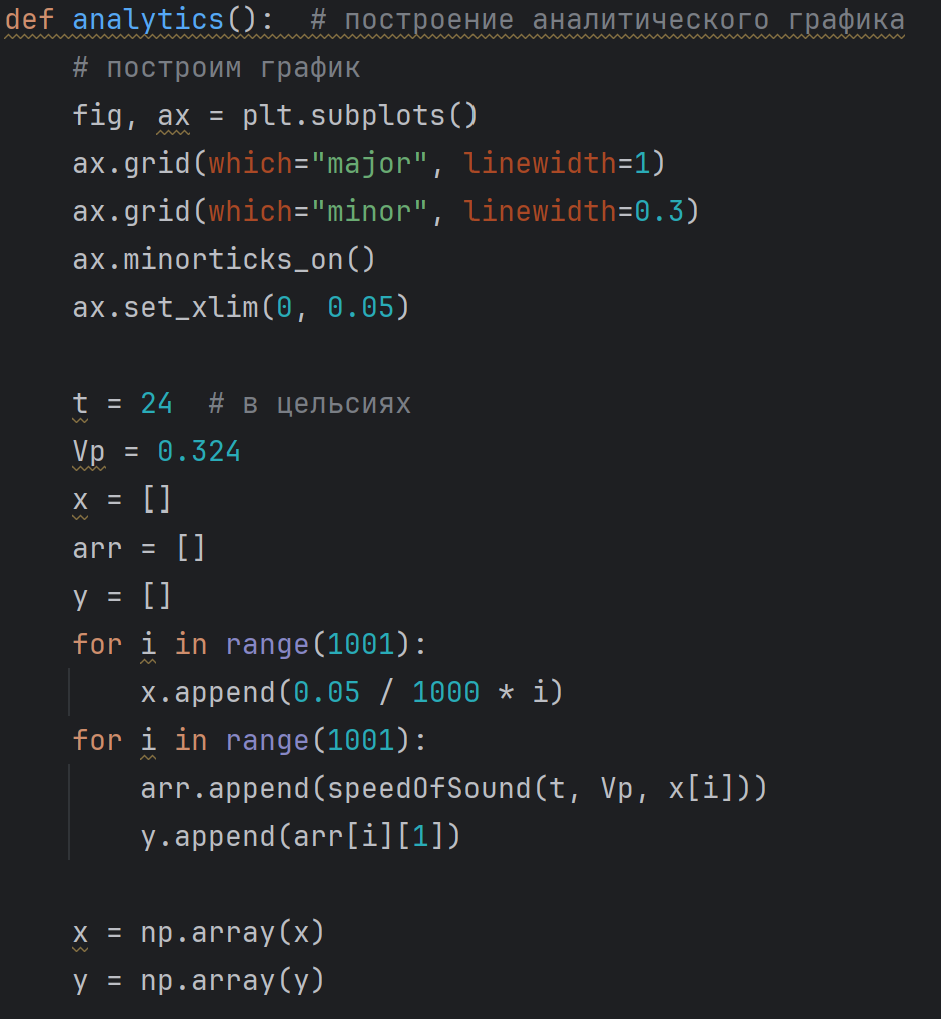 def analytics():  # построение аналитического графика
    # построим график
    fig, ax = plt.subplots()
    ax.grid(which="major", linewidth=1)
    ax.grid(which="minor", linewidth=0.3)
    ax.minorticks_on()
    ax.set_xlim(0, 0.05)

    t = 24  # в цельсиях
    Vp = 0.324
    x = []
    arr = []
    y = []
    for i in range(1001):
        x.append(0.05 / 1000 * i)
    for i in range(1001):
        arr.append(speedOfSound(t, Vp, x[i]))
        y.append(arr[i][1])

    x = np.array(x)
    y = np.array(y)